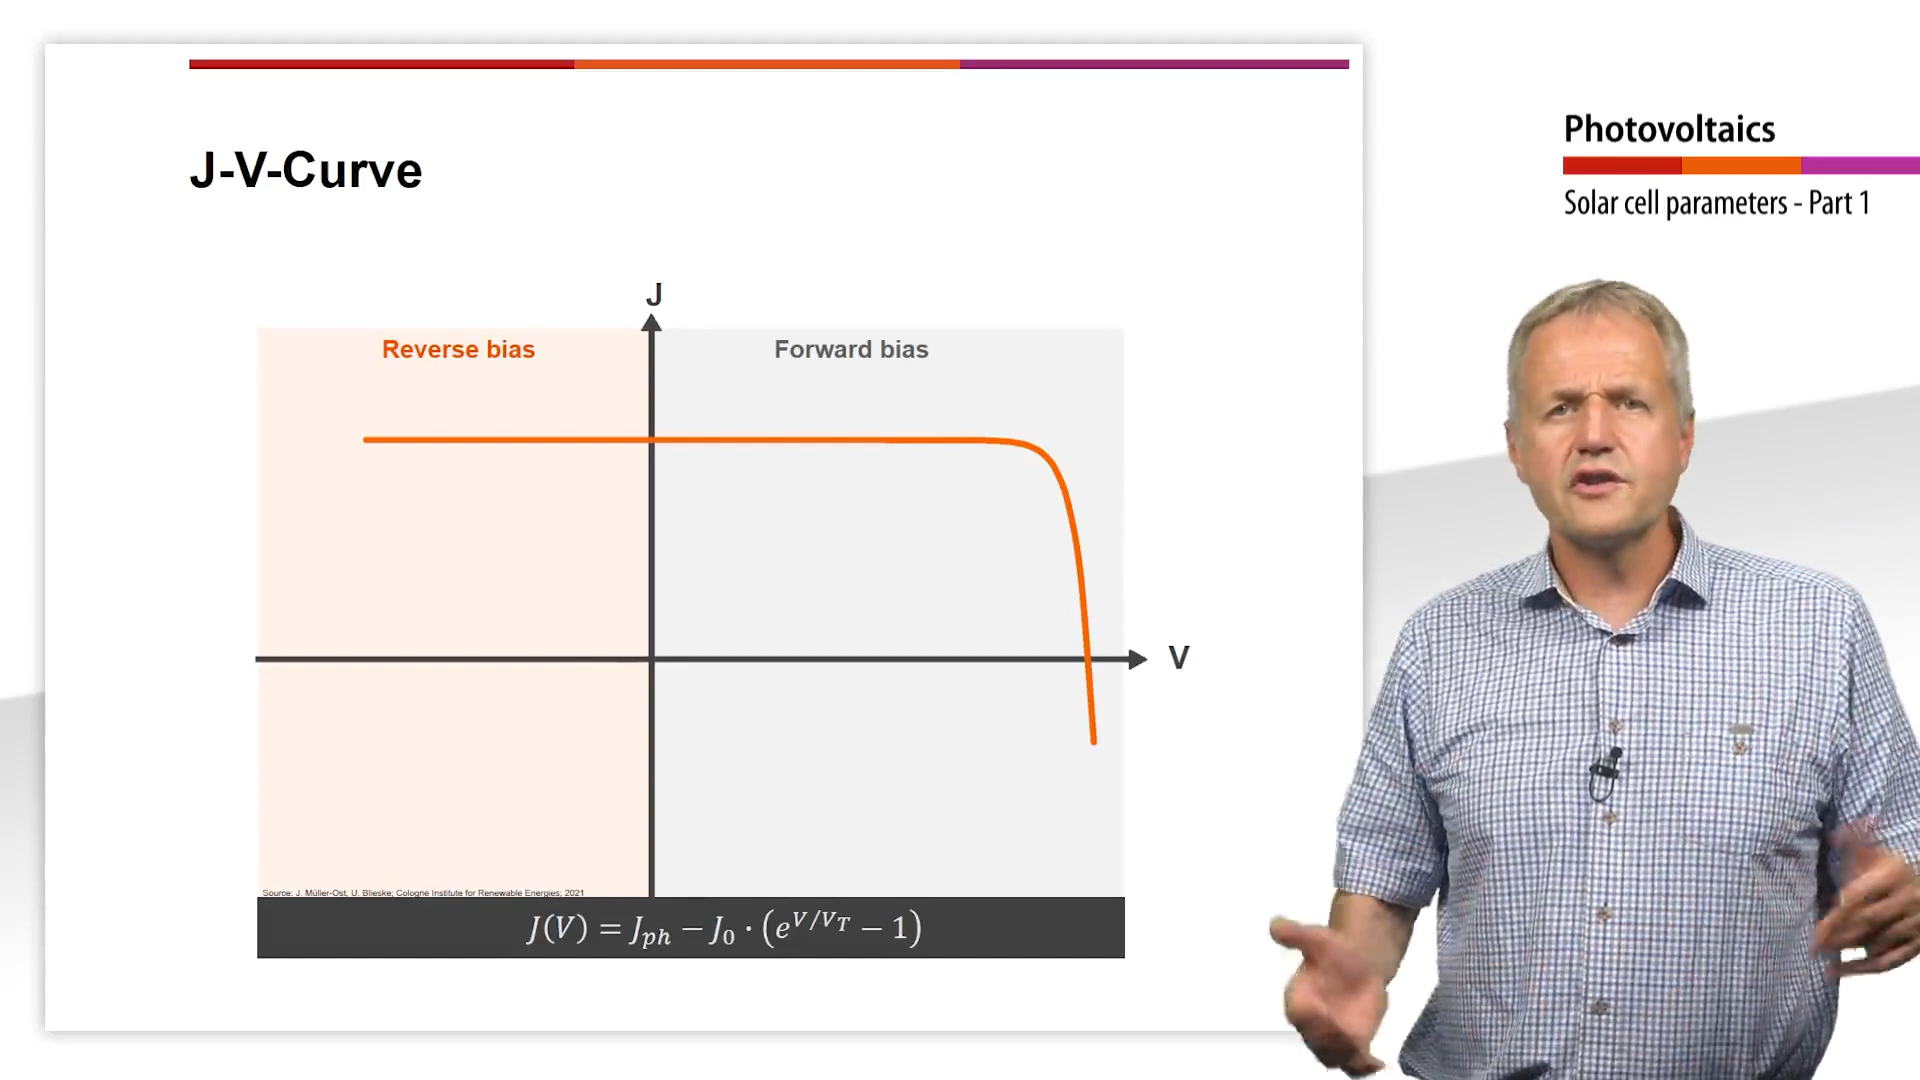 J-V-Curve
J
Reverse bias
Forward bias
V
Source: J. Müller-Ost, U. Blieske; Cologne Institute for Renewable Energies; 2021
J(V) = J_ph − J_0 · (e^{V/V_T} − 1)
Photovoltaics
Solar cell parameters - Part 1